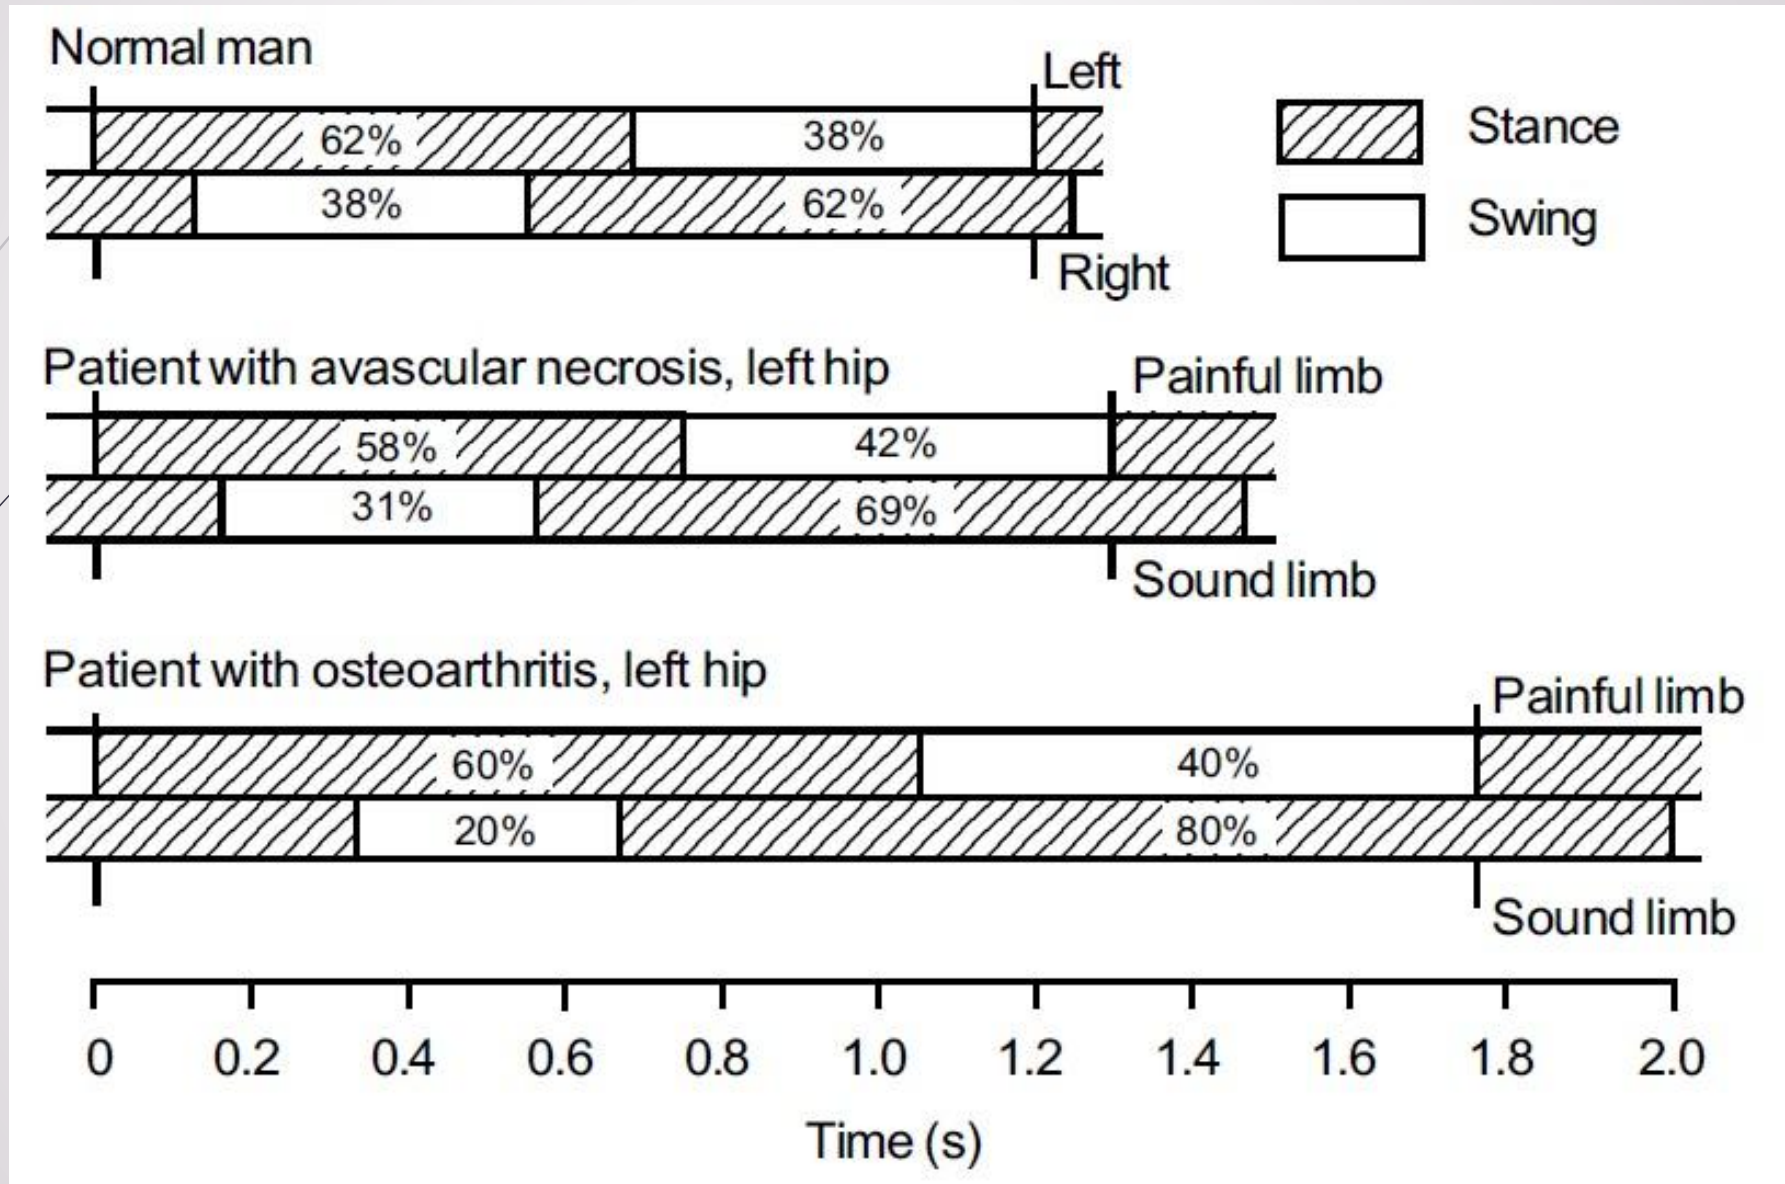 Normal man
Left
62%
38%
38%
62%
Right
Stance
Swing
Patient with avascular necrosis, left hip
Painful limb
58%
42%
31%
69%
Sound limb
Patient with osteoarthritis, left hip
Painful limb
60%
40%
20%
80%
Sound limb
0 0.2 0.4 0.6 0.8 1.0 1.2 1.4 1.6 1.8 2.0
Time (s)